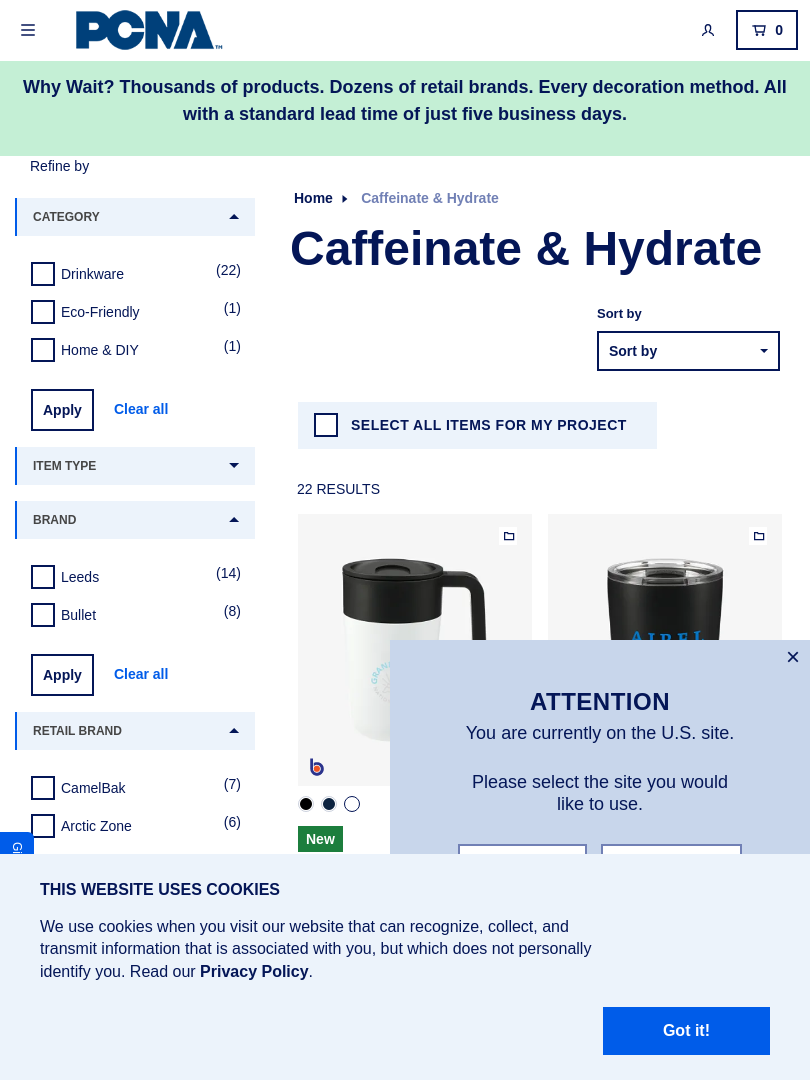 PCNA™
0
Why Wait? Thousands of products. Dozens of retail brands. Every decoration method. All
with a standard lead time of just five business days.
Refine by
CATEGORY
Drinkware (22)
Eco-Friendly (1)
Home & DIY (1)
Apply Clear all
ITEM TYPE
BRAND
Leeds (14)
Bullet (8)
Apply Clear all
RETAIL BRAND
CamelBak (7)
Arctic Zone (6)
Home Caffeinate & Hydrate
Caffeinate & Hydrate
Sort by
Sort by
SELECT ALL ITEMS FOR MY PROJECT
22 RESULTS
b
New
×
ATTENTION
You are currently on the U.S. site.
Please select the site you would
like to use.
THIS WEBSITE USES COOKIES
We use cookies when you visit our website that can recognize, collect, and
transmit information that is associated with you, but which does not personally
identify you. Read our Privacy Policy.
Got it!